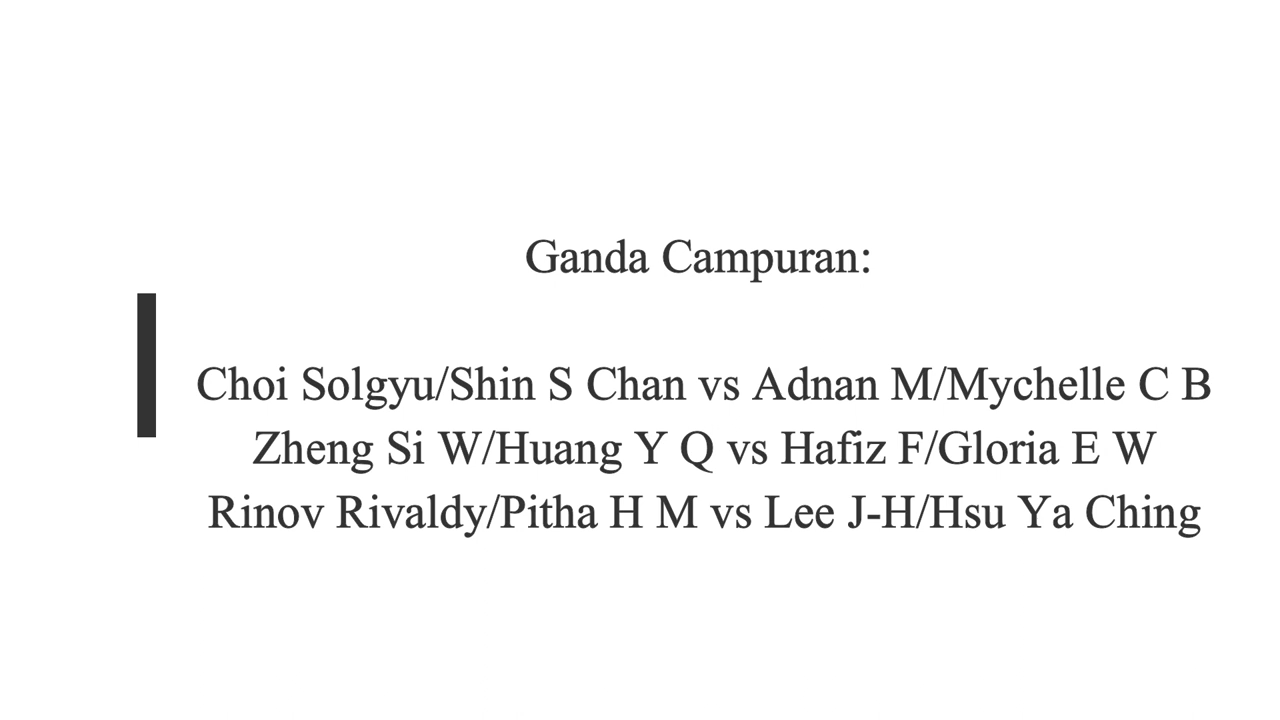 Ganda Campuran:
Choi Solgyu/Shin S Chan vs Adnan M/Mychelle C B
Zheng Si W/Huang Y Q vs Hafiz F/Gloria E W
Rinov Rivaldy/Pitha H M vs Lee J-H/Hsu Ya Ching